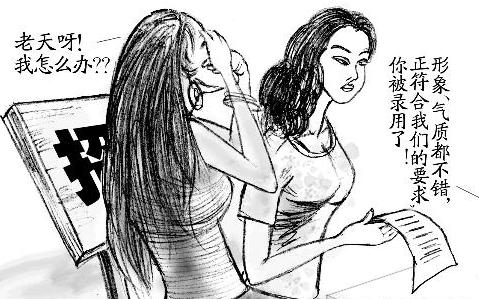 老天呀!
我怎么办??
招
形象、气质都不错,
正符合我们的要求
你被录用了!